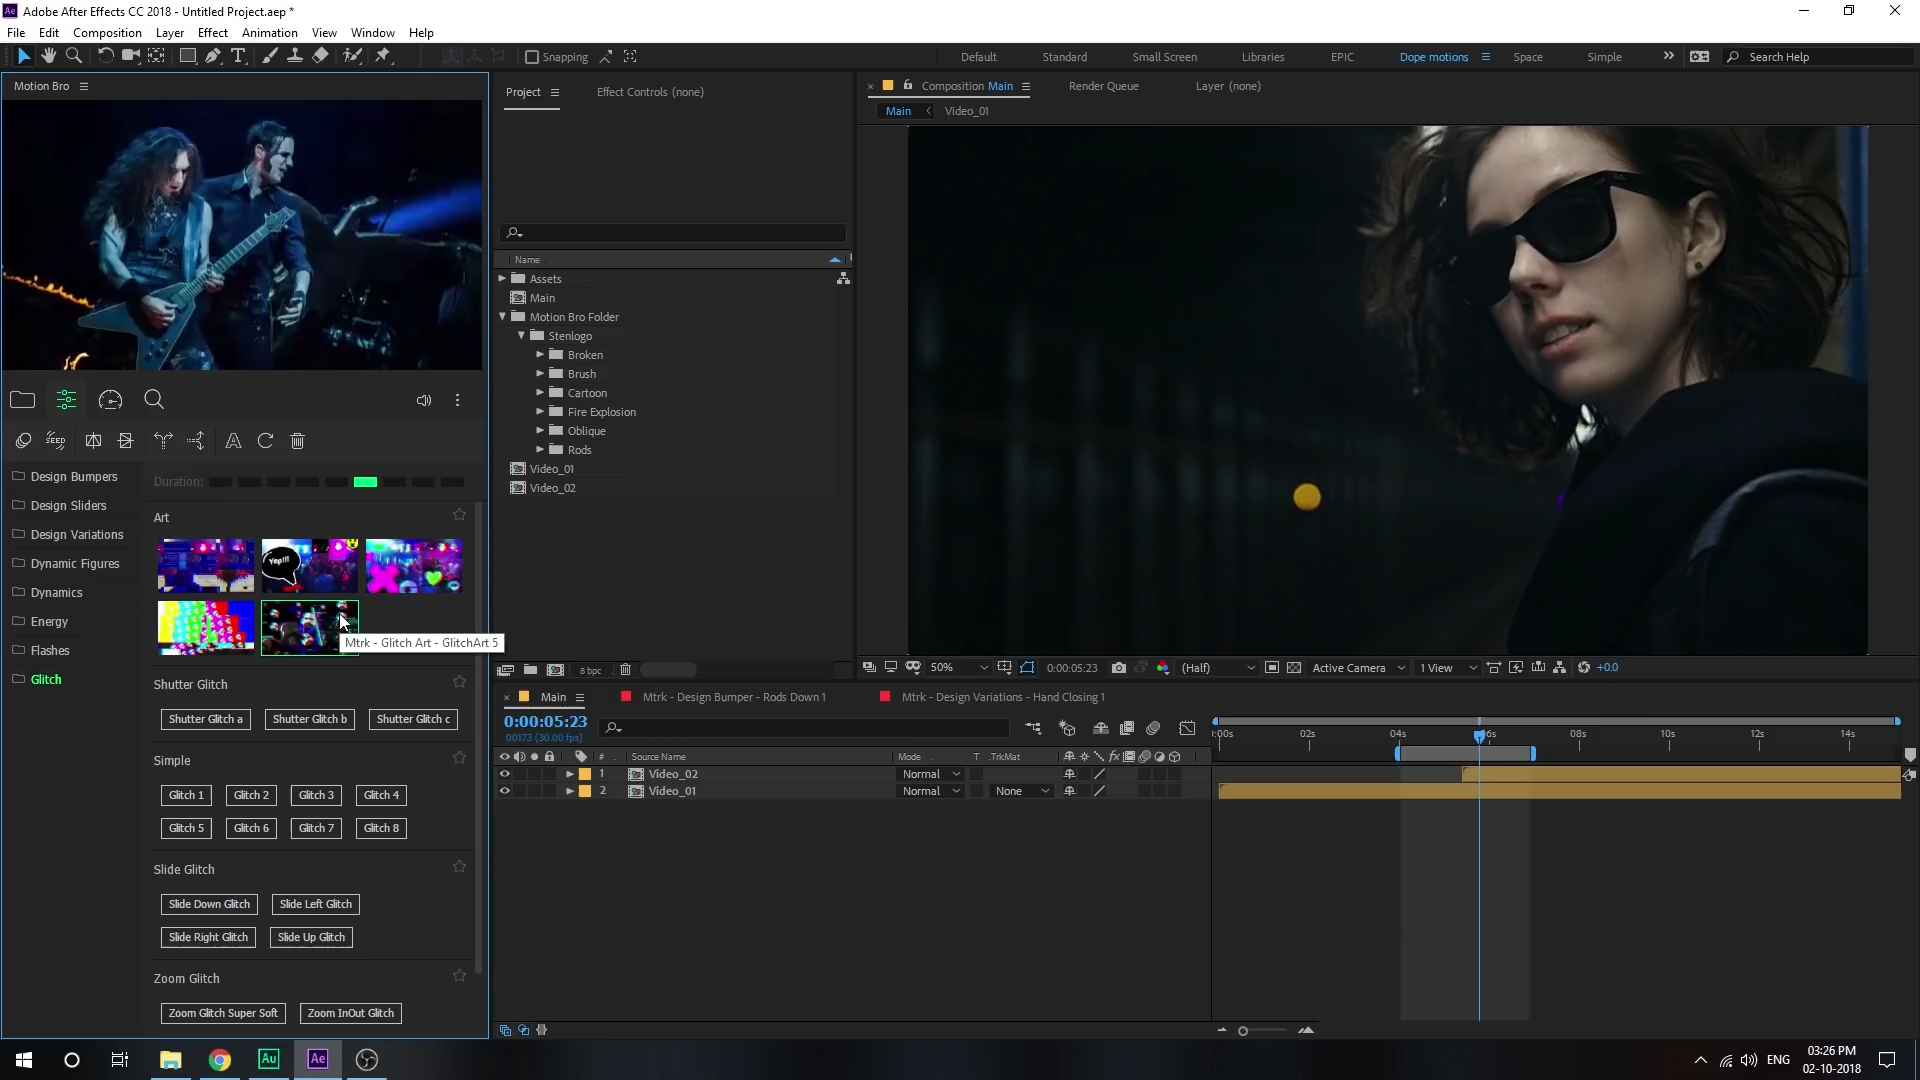 Ae Adobe After Effects CC 2018 - Untitled Project.aep *
File Edit Composition Layer Effect Animation View Window Help
T Snapping Default Standard Small Screen Libraries EPIC Dope motions Space Simple Search Help
Motion Bro
SEED
A
Design Bumpers
Design Sliders
Design Variations
Dynamic Figures
Dynamics
Energy
Flashes
Glitch
Duration:
Art
Yep!!!
Mtrk - Glitch Art - GlitchArt 5
Shutter Glitch
Shutter Glitch a Shutter Glitch b Shutter Glitch c
Simple
Glitch 1 Glitch 2 Glitch 3 Glitch 4
Glitch 5 Glitch 6 Glitch 7 Glitch 8
Slide Glitch
Slide Down Glitch Slide Left Glitch
Slide Right Glitch Slide Up Glitch
Zoom Glitch
Zoom Glitch Super Soft Zoom InOut Glitch
Project Effect Controls (none)
Name
Assets
Main
Motion Bro Folder
Stenlogo
Broken
Brush
Cartoon
Fire Explosion
Oblique
Rods
Video_01
Video_02
8 bpc
Composition Main Render Queue Layer (none)
Main Video_01
50% 0:00:05:23 (Half) Active Camera 1 View +0.0
Main Mtrk - Design Bumper - Rods Down 1 Mtrk - Design Variations - Hand Closing 1
0:00:05:23
00173 (30.00 fps)
# Source Name Mode T .TrkMat fx
1 Video_02 Normal
2 Video_01 Normal None
:00s 02s 04s 06s 08s 10s 12s 14s
Au Ae ENG 03:26 PM
02-10-2018